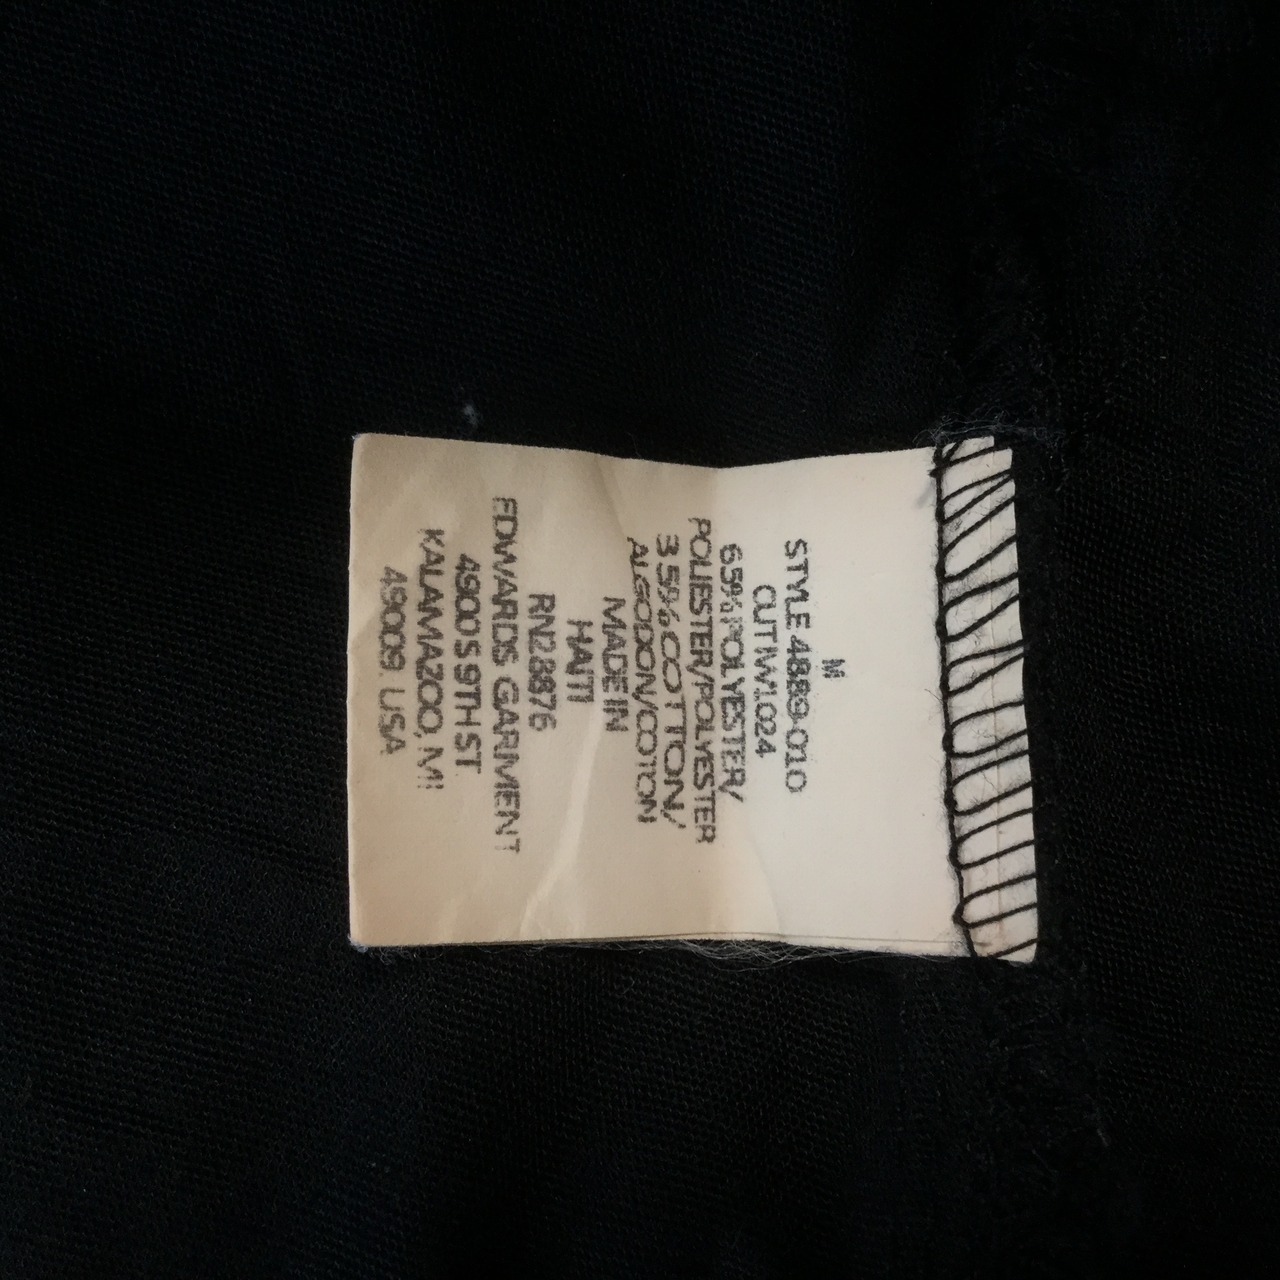 M
STYLE 4889-010
CUT IW1024
65% POLYESTER/
POLIESTER/POLYESTER
35% COTTON/
ALGODON/COTON
MADE IN
HAITI
RN28876
EDWARDS GARMENT
4900 S 9TH ST.
KALAMAZOO, MI
49009. USA